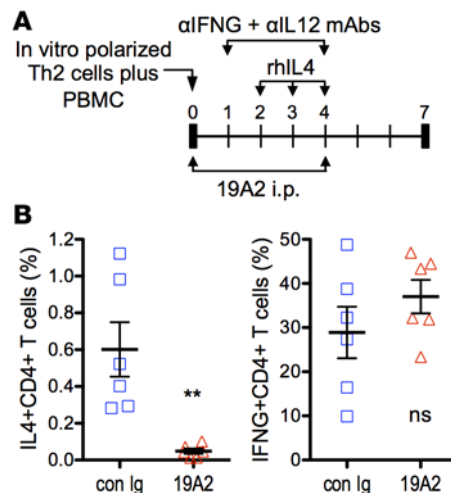 A
αIFNG + αIL12 mAbs
In vitro polarized
Th2 cells plus
PBMC
rhIL4
0 1 2 3 4 7
19A2 i.p.
B
IL4+CD4+ T cells (%)
1.2
1.0
0.8
0.6
0.4
0.2
0.0
**
con Ig 19A2
IFNG+CD4+ T cells (%)
50
40
30
20
10
0
ns
con Ig 19A2